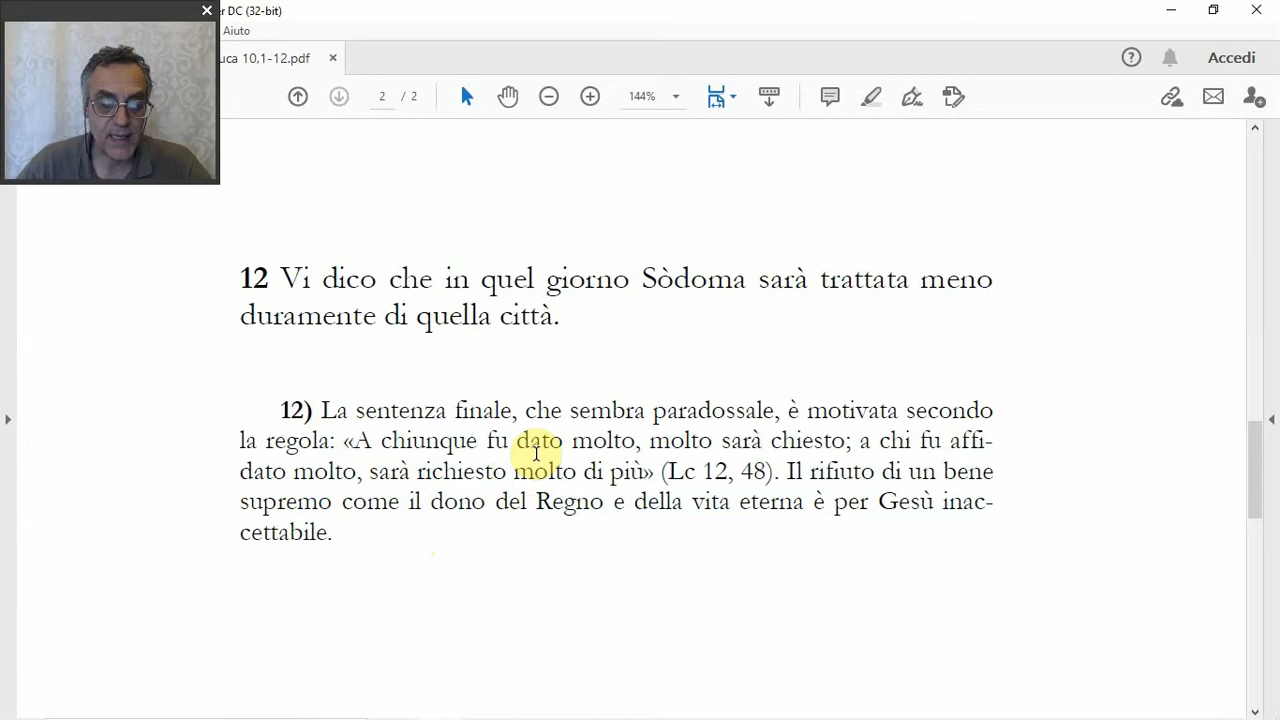 er DC (32-bit)
Aiuto
uca 10,1-12.pdf
Accedi
2 / 2
144%
12 Vi dico che in quel giorno Sòdoma sarà trattata meno
duramente di quella città.
12) La sentenza finale, che sembra paradossale, è motivata secondo
la regola: «A chiunque fu dato molto, molto sarà chiesto; a chi fu affi-
dato molto, sarà richiesto molto di più» (Lc 12, 48). Il rifiuto di un bene
supremo come il dono del Regno e della vita eterna è per Gesù inac-
cettabile.